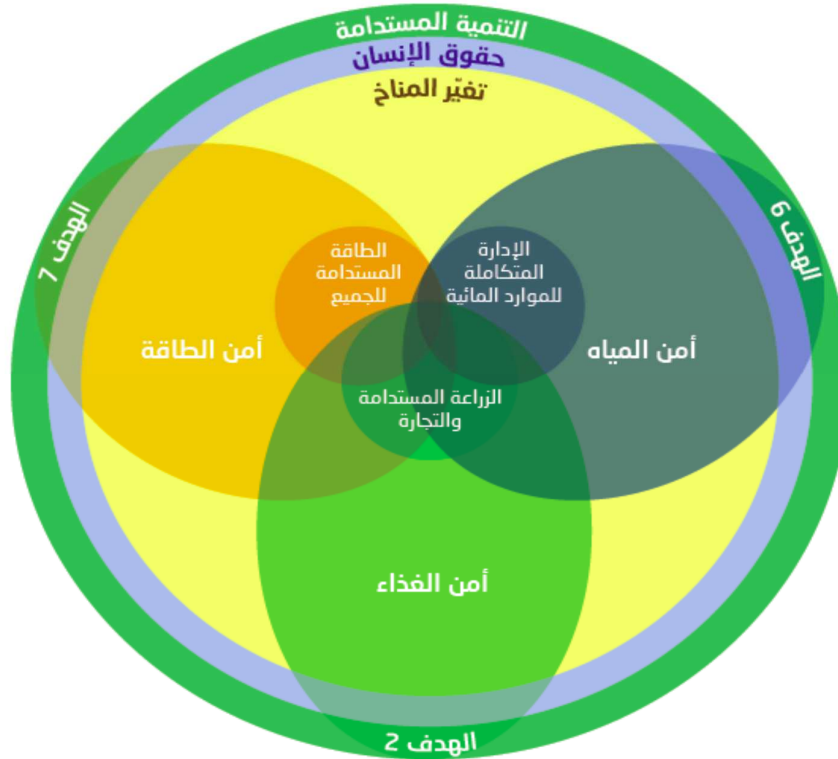 التنمية المستدامة
حقوق الإنسان
تغيّر المناخ
الهدف 6
الهدف 7
الإدارة
المتكاملة
للموارد المائية
الطاقة
المستدامة
للجميع
أمن المياه
أمن الطاقة
الزراعة المستدامة
والتجارة
أمن الغذاء
الهدف 2